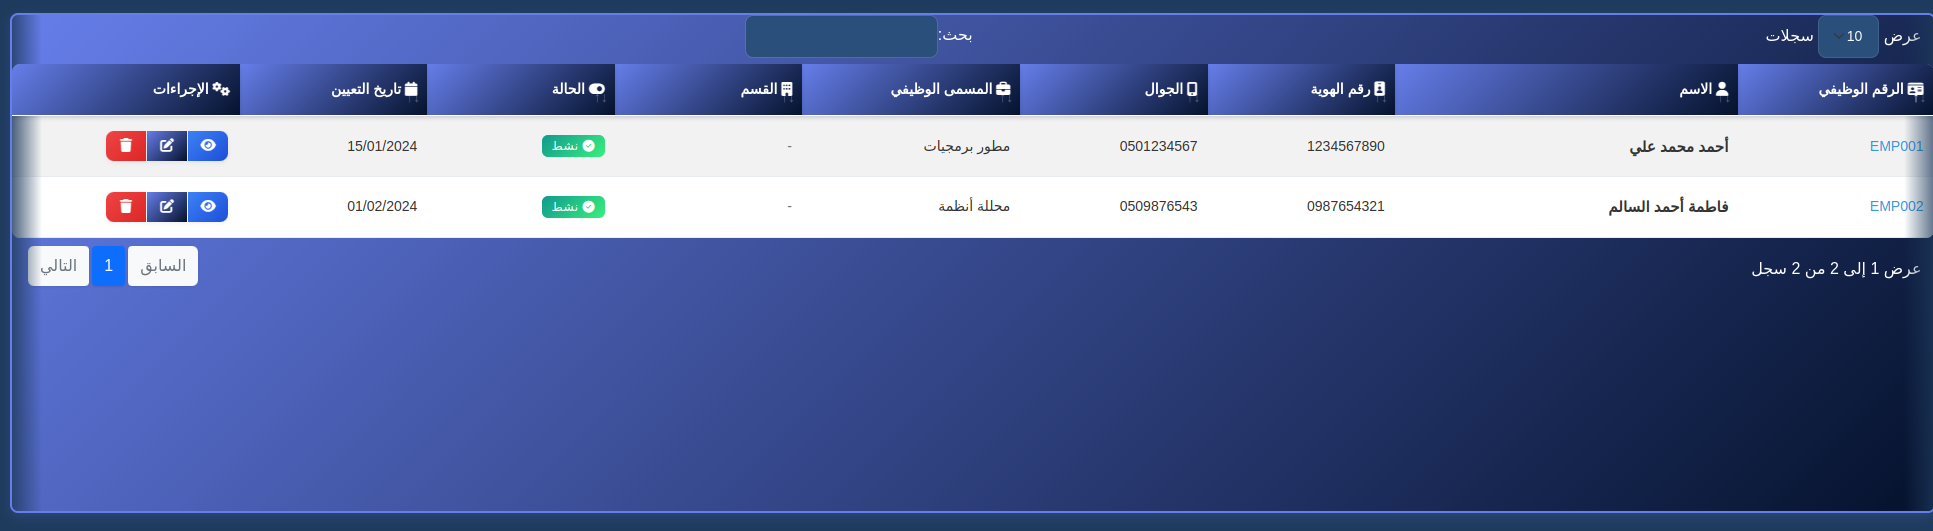 عرض 10 سجلات
بحث:
الرقم الوظيفي الاسم رقم الهوية الجوال المسمى الوظيفي القسم الحالة تاريخ التعيين الإجراءات
EMP001 أحمد محمد علي 1234567890 0501234567 مطور برمجيات - نشط 15/01/2024
EMP002 فاطمة أحمد السالم 0987654321 0509876543 محللة أنظمة - نشط 01/02/2024
عرض 1 إلى 2 من 2 سجل
السابق 1 التالي